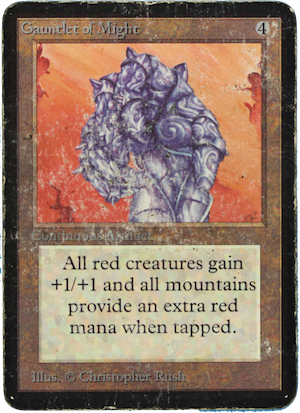 Gauntlet of Might 4
Continuous Artifact
All red creatures gain
+1/+1 and all mountains
provide an extra red
mana when tapped.
Illus. © Christopher Rush